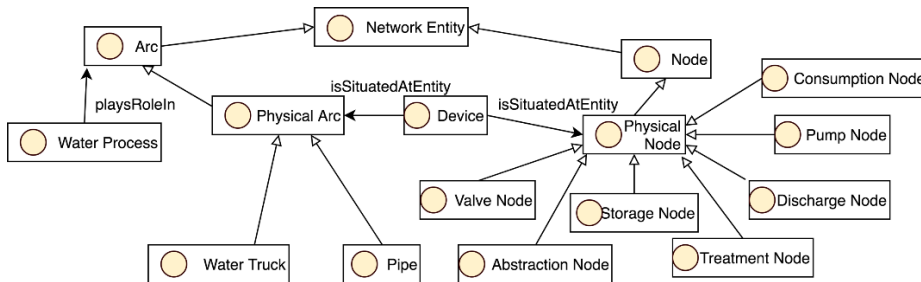 Network Entity
Arc
Node
isSituatedAtEntity
Consumption Node
playsRoleIn
isSituatedAtEntity
Physical Arc
Device
Physical
Node
Pump Node
Water Process
Valve Node
Storage Node
Discharge Node
Water Truck
Pipe
Abstraction Node
Treatment Node